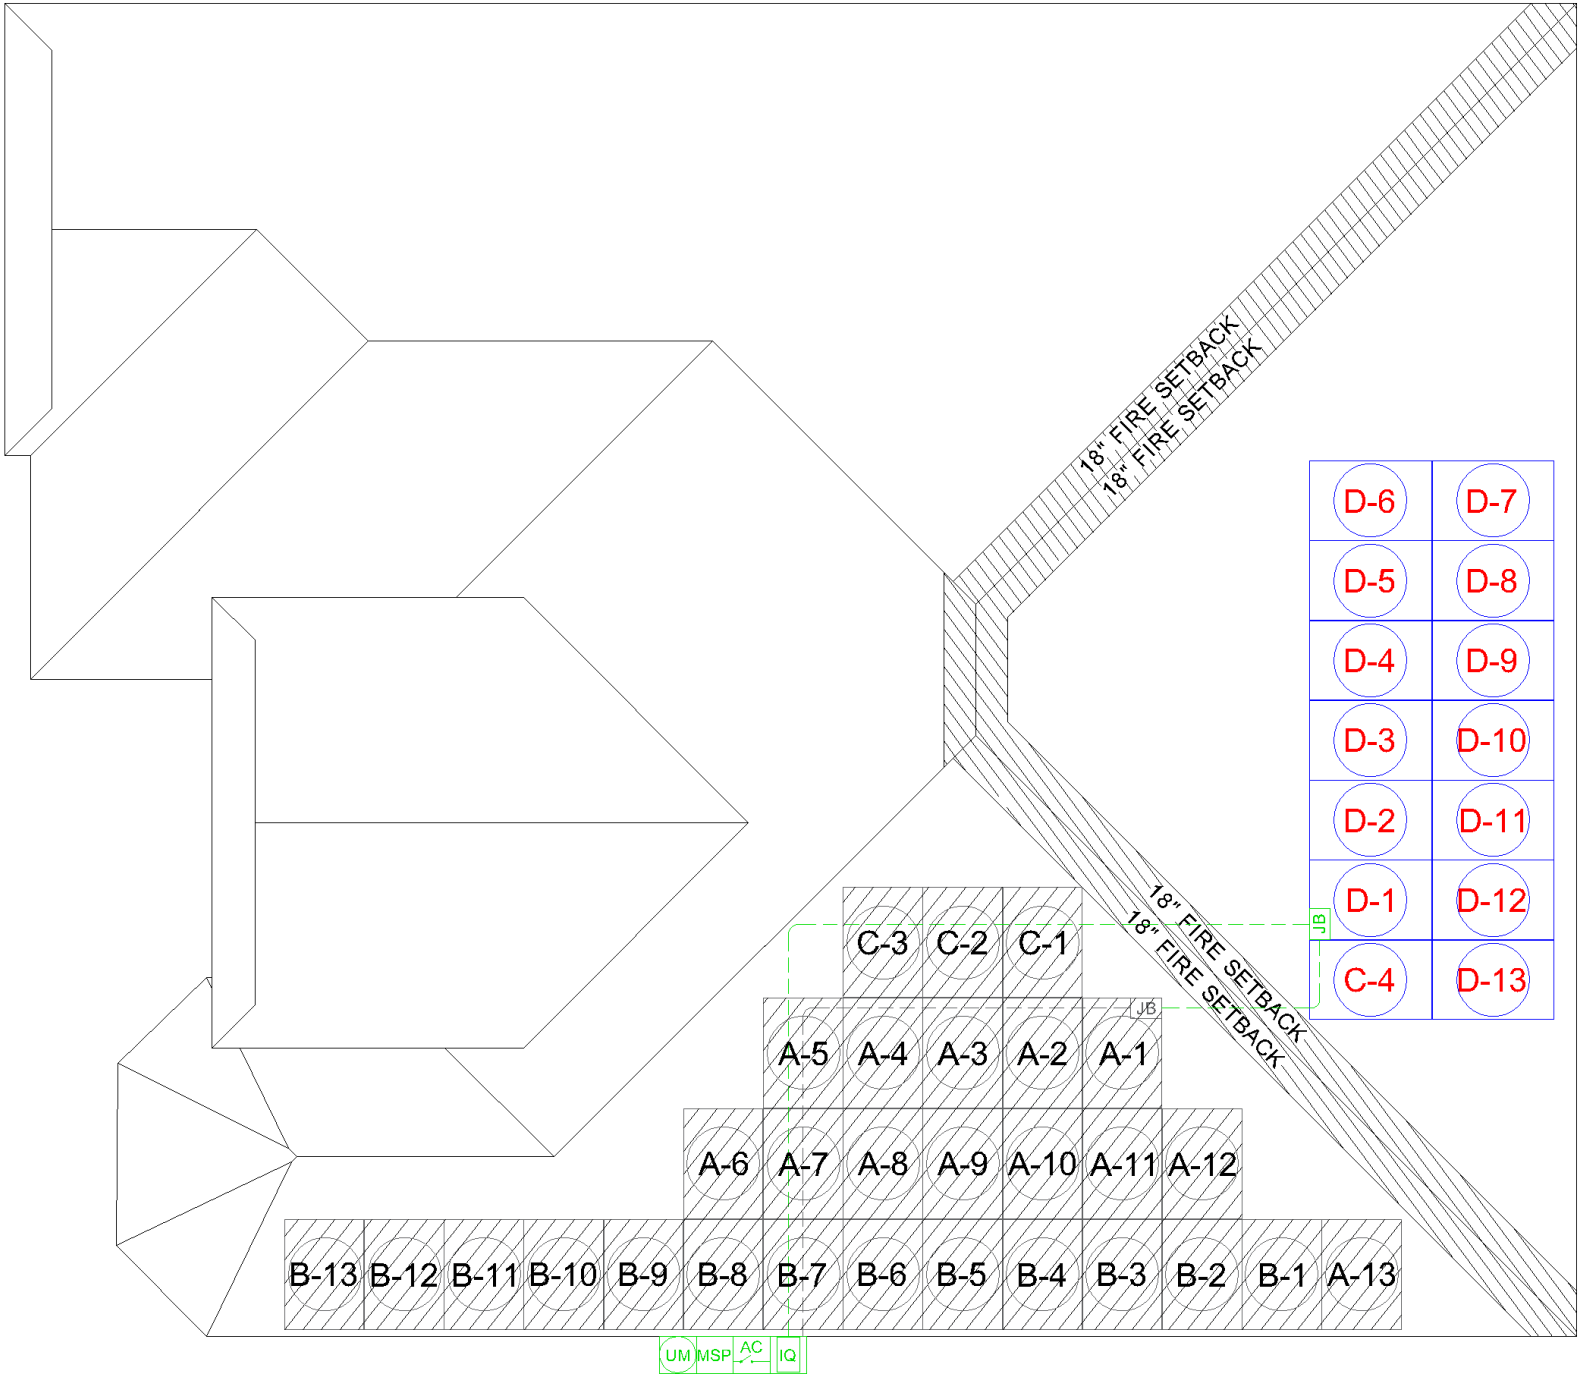 18" FIRE SETBACK
18" FIRE SETBACK
D-6 D-7
D-5 D-8
D-4 D-9
D-3 D-10
D-2 D-11
D-1 D-12
JB
C-4 D-13
18" FIRE SETBACK
18" FIRE SETBACK
C-3 C-2 C-1
JB
A-5 A-4 A-3 A-2 A-1
A-6 A-7 A-8 A-9 A-10 A-11 A-12
B-13 B-12 B-11 B-10 B-9 B-8 B-7 B-6 B-5 B-4 B-3 B-2 B-1 A-13
UM MSP AC IQ